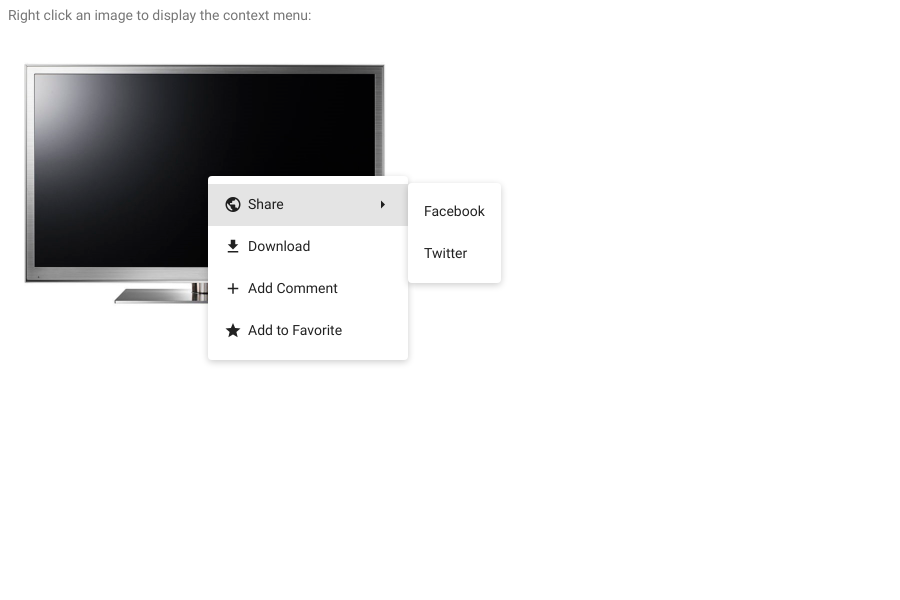 Right click an image to display the context menu:
Share
Facebook
Download
Twitter
Add Comment
Add to Favorite